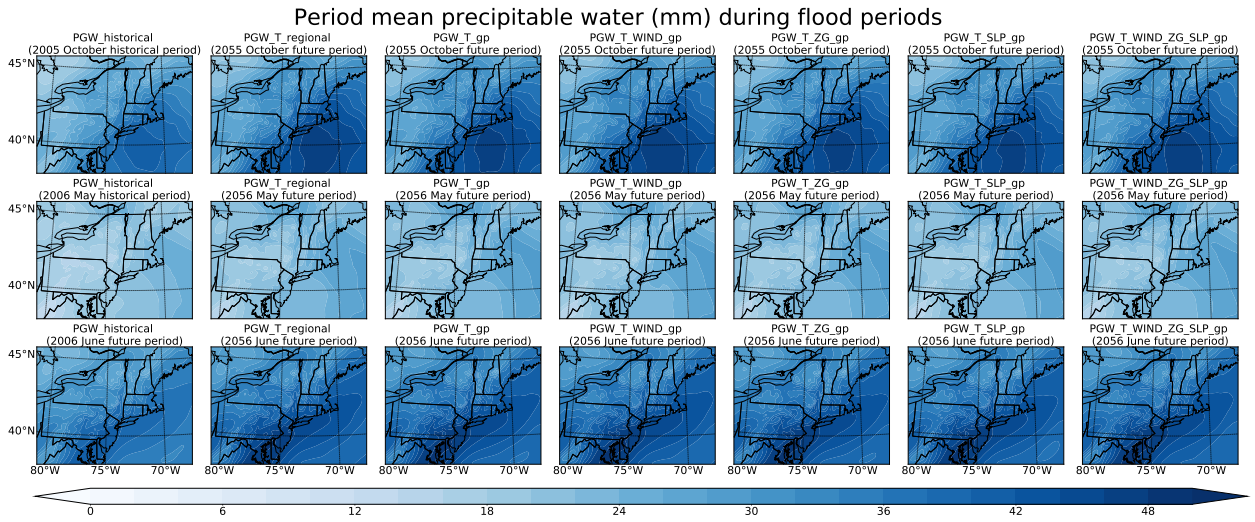 Period mean precipitable water (mm) during flood periods
PGW_historical
(2005 October historical period)
PGW_T_regional
(2055 October future period)
PGW_T_gp
(2055 October future period)
PGW_T_WIND_gp
(2055 October future period)
PGW_T_ZG_gp
(2055 October future period)
PGW_T_SLP_gp
(2055 October future period)
PGW_T_WIND_ZG_SLP_gp
(2055 October future period)
45°N
40°N
PGW_historical
(2006 May historical period)
PGW_T_regional
(2056 May future period)
PGW_T_gp
(2056 May future period)
PGW_T_WIND_gp
(2056 May future period)
PGW_T_ZG_gp
(2056 May future period)
PGW_T_SLP_gp
(2056 May future period)
PGW_T_WIND_ZG_SLP_gp
(2056 May future period)
45°N
40°N
PGW_historical
(2006 June future period)
PGW_T_regional
(2056 June future period)
PGW_T_gp
(2056 June future period)
PGW_T_WIND_gp
(2056 June future period)
PGW_T_ZG_gp
(2056 June future period)
PGW_T_SLP_gp
(2056 June future period)
PGW_T_WIND_ZG_SLP_gp
(2056 June future period)
45°N
40°N
80°W 75°W 70°W 80°W 75°W 70°W 80°W 75°W 70°W 80°W 75°W 70°W 80°W 75°W 70°W 80°W 75°W 70°W 80°W 75°W 70°W
0 6 12 18 24 30 36 42 48